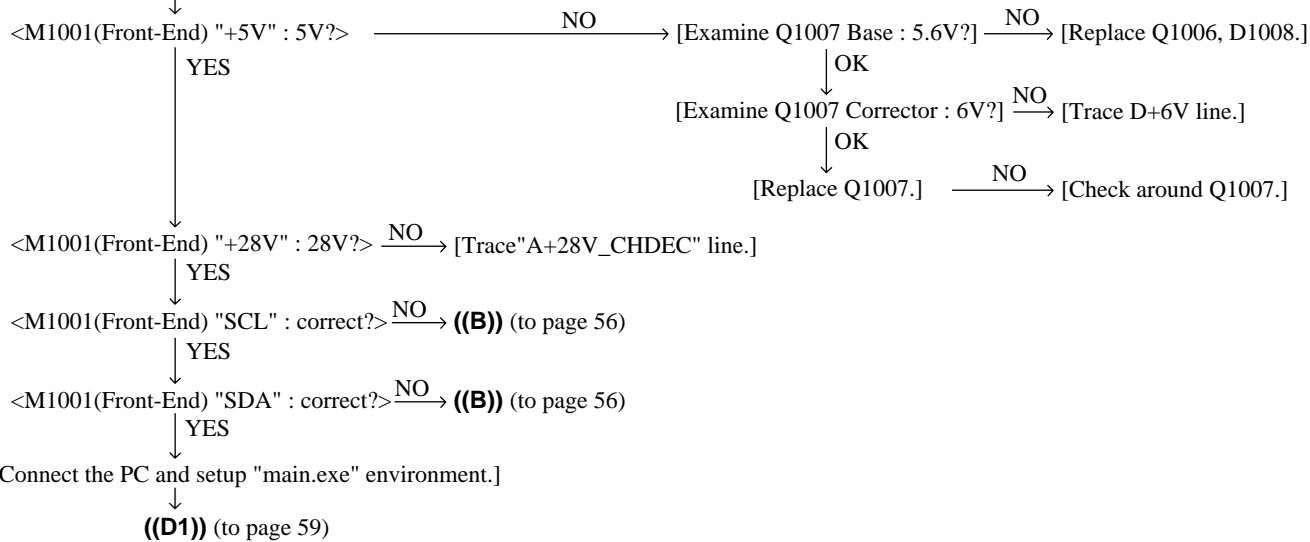 <M1001(Front-End) "+5V" : 5V?> NO [Examine Q1007 Base : 5.6V?] NO [Replace Q1006, D1008.]
YES OK
[Examine Q1007 Corrector : 6V?] NO [Trace D+6V line.]
OK
[Replace Q1007.] NO [Check around Q1007.]
<M1001(Front-End) "+28V" : 28V?> NO [Trace"A+28V_CHDEC" line.]
YES
<M1001(Front-End) "SCL" : correct?> NO ((B)) (to page 56)
YES
<M1001(Front-End) "SDA" : correct?> NO ((B)) (to page 56)
YES
Connect the PC and setup "main.exe" environment.]
((D1)) (to page 59)